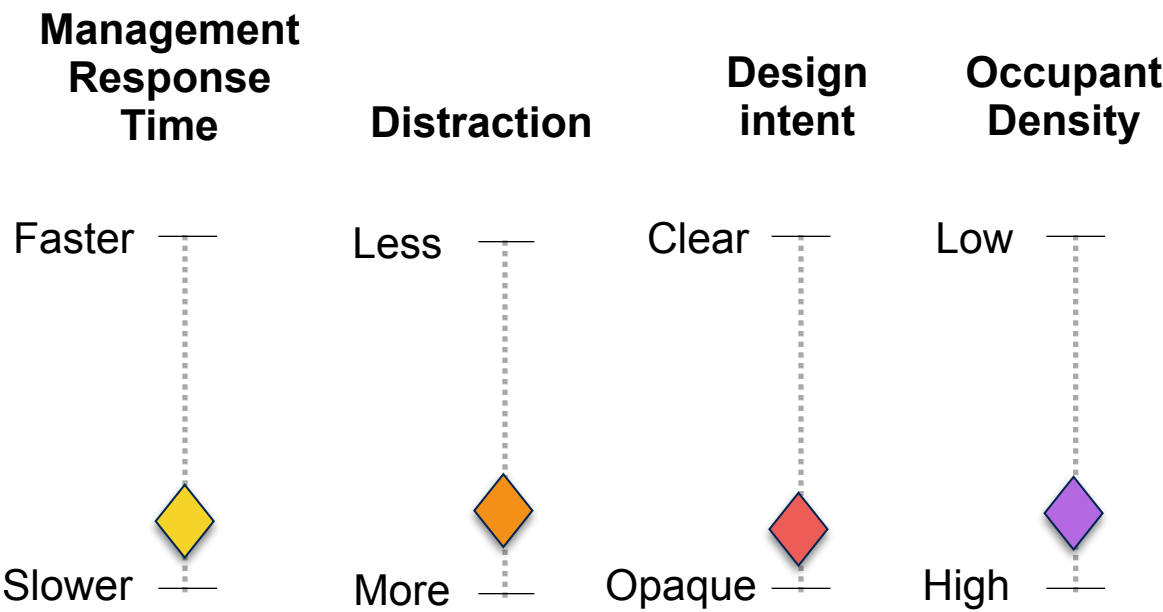 Management
Response
Time
Distraction
Design
intent
Occupant
Density
Faster
Less
Clear
Low
Slower
More
Opaque
High